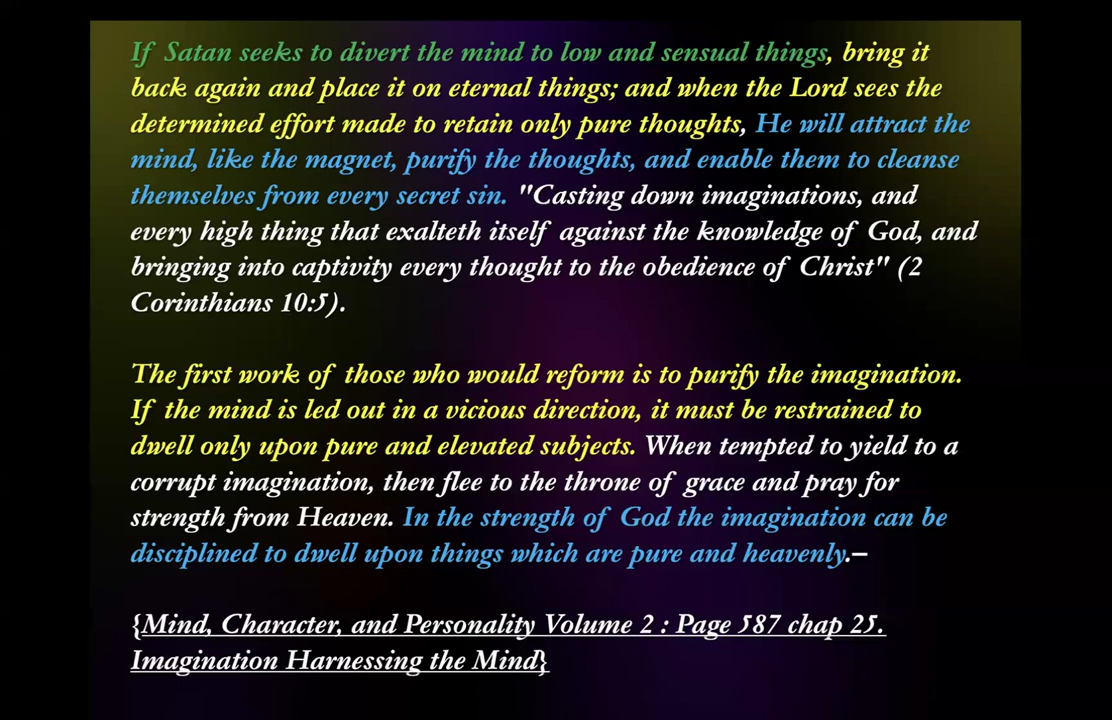 If Satan seeks to divert the mind to low and sensual things, bring it
back again and place it on eternal things; and when the Lord sees the
determined effort made to retain only pure thoughts, He will attract the
mind, like the magnet, purify the thoughts, and enable them to cleanse
themselves from every secret sin. "Casting down imaginations, and
every high thing that exalteth itself against the knowledge of God, and
bringing into captivity every thought to the obedience of Christ" (2
Corinthians 10:5).
The first work of those who would reform is to purify the imagination.
If the mind is led out in a vicious direction, it must be restrained to
dwell only upon pure and elevated subjects. When tempted to yield to a
corrupt imagination, then flee to the throne of grace and pray for
strength from Heaven. In the strength of God the imagination can be
disciplined to dwell upon things which are pure and heavenly.—
{Mind, Character, and Personality Volume 2 : Page 587 chap 25.
Imagination Harnessing the Mind}